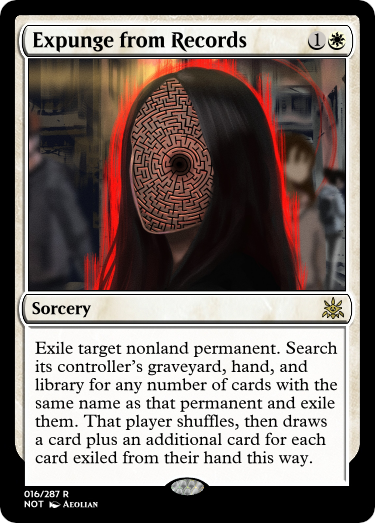 Expunge from Records 1
Sorcery
Exile target nonland permanent. Search
its controller's graveyard, hand, and
library for any number of cards with the
same name as that permanent and exile
them. That player shuffles, then draws
a card plus an additional card for each
card exiled from their hand this way.
016/287 R
NOT Aeolian